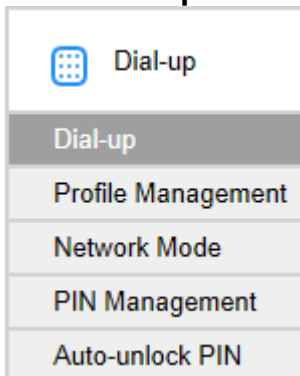 Dial-up
Dial-up
Profile Management
Network Mode
PIN Management
Auto-unlock PIN